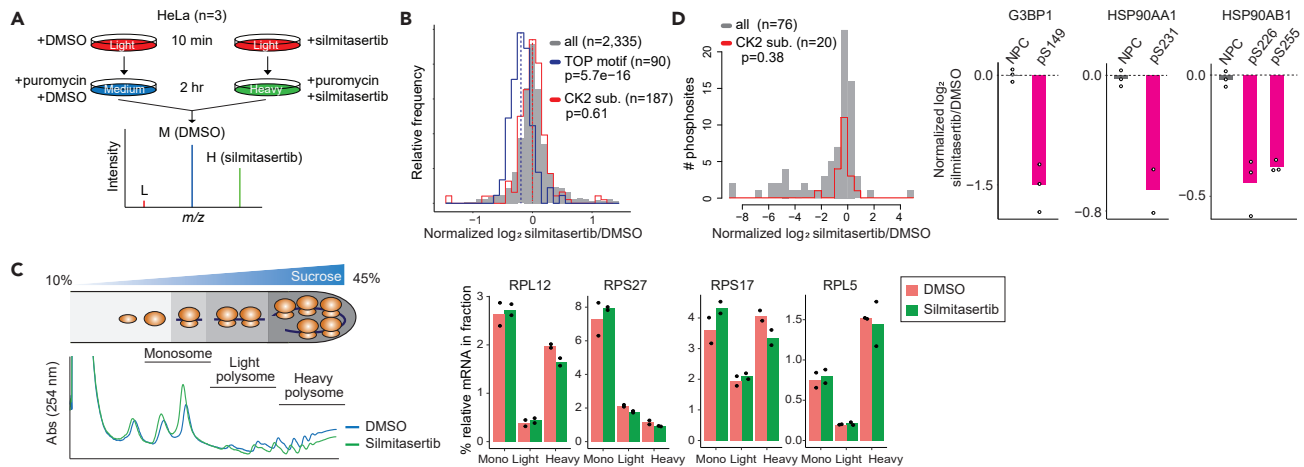 A
HeLa (n=3)
+DMSO
Light
10 min
Light
+silmitasertib
+puromycin
+DMSO
Medium
2 hr
Heavy
+puromycin
+silmitasertib
M (DMSO)
H (silmitasertib)
L
Intensity
m/z
B
all (n=2,335)
TOP motif (n=90)
p=5.7e−16
CK2 sub. (n=187)
p=0.61
Relative frequency
−1 0 1
Normalized log₂ silmitasertib/DMSO
D
all (n=76)
CK2 sub. (n=20)
p=0.38
# phosphosites
20
15
10
5
0
−8 −6 −4 −2 0 2 4
Normalized log₂ silmitasertib/DMSO
G3BP1
NPC
pS149
Normalized log₂
silmitasertib/DMSO
0.0
−1.5
HSP90AA1
NPC
pS231
0.0
−0.8
HSP90AB1
NPC
pS226
pS255
0.0
−0.5
C
10%
Sucrose
45%
Monosome
Light
polysome
Heavy
polysome
Abs (254 nm)
DMSO
Silmitasertib
% relative mRNA in fraction
RPL12
3
2
1
0
Mono Light Heavy
RPS27
8
6
4
2
0
Mono Light Heavy
RPS17
4
3
2
1
0
Mono Light Heavy
RPL5
1.5
1.0
0.5
0.0
Mono Light Heavy
DMSO
Silmitasertib